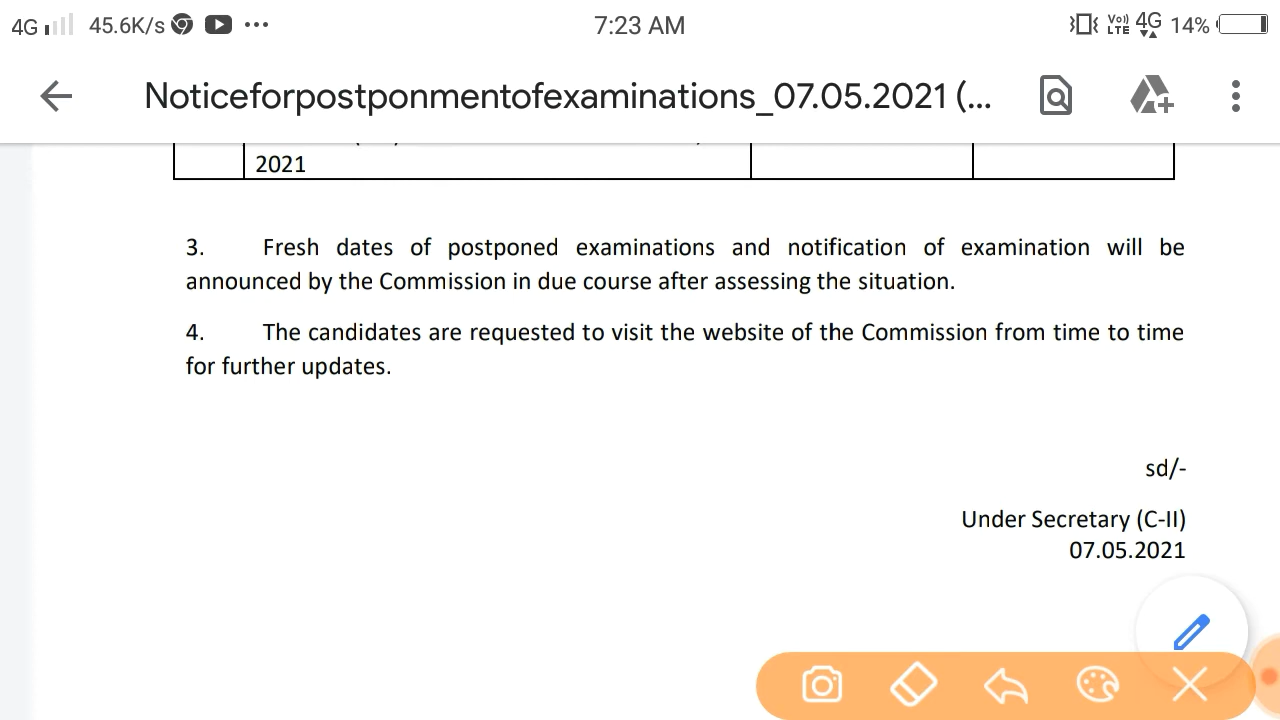 4G 45.6K/s ... 7:23 AM Vo)) LTE 4G 14%
Noticeforpostponmentofexaminations_07.05.2021 (...
2021
3. Fresh dates of postponed examinations and notification of examination will be
announced by the Commission in due course after assessing the situation.
4. The candidates are requested to visit the website of the Commission from time to time
for further updates.
sd/-
Under Secretary (C-II)
07.05.2021